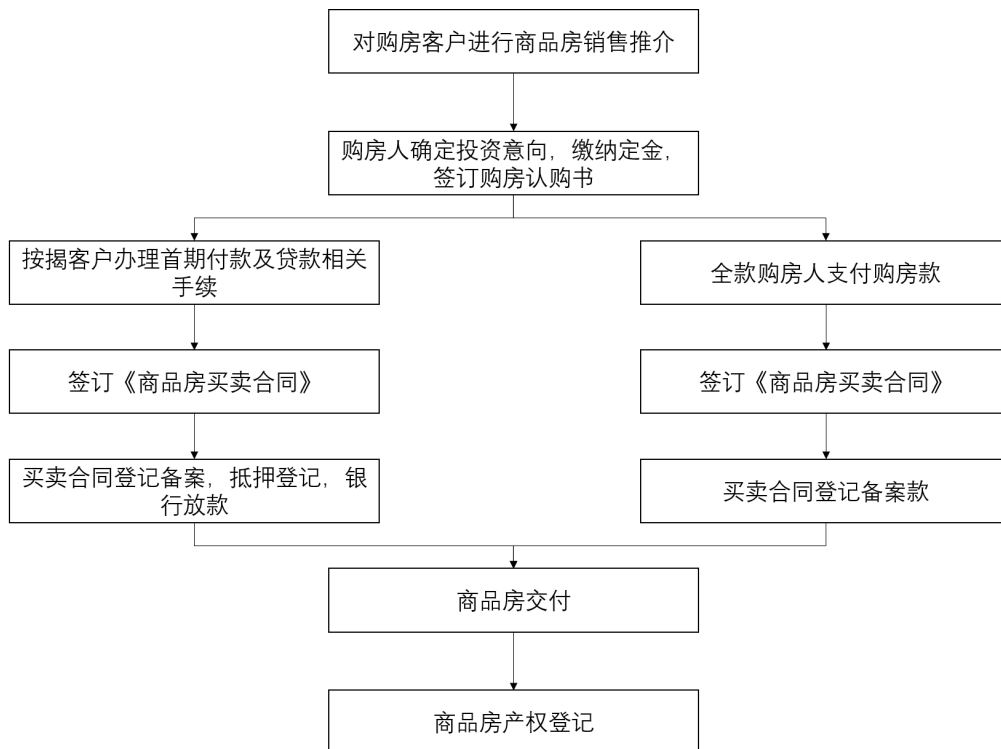 对购房客户进行商品房销售推介
购房人确定投资意向，缴纳定金，
签订购房认购书
按揭客户办理首期付款及贷款相关
手续
全款购房人支付购房款
签订《商品房买卖合同》
签订《商品房买卖合同》
买卖合同登记备案，抵押登记，银
行放款
买卖合同登记备案款
商品房交付
商品房产权登记